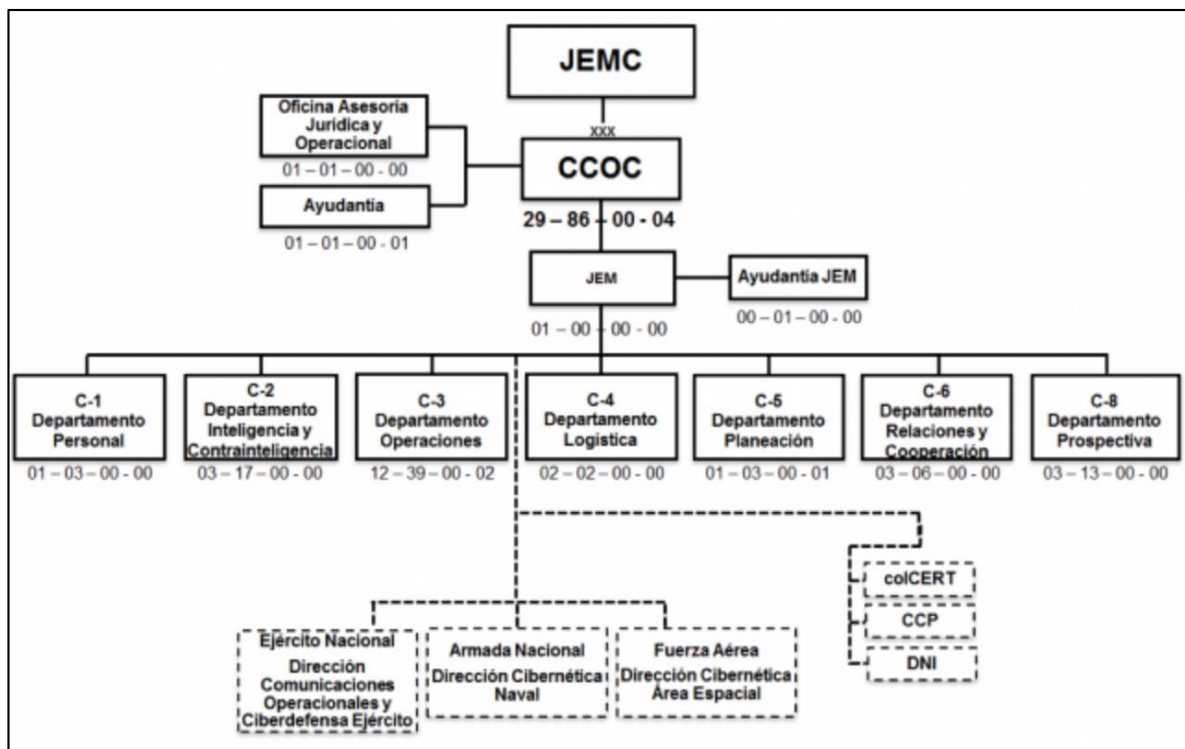 JEMC
xxx
Oficina Asesoría
Jurídica y
Operacional
01 – 01 – 00 - 00
CCOC
29 – 86 – 00 - 04
Ayudantía
01 – 01 – 00 - 01
JEM
01 – 00 – 00 - 00
Ayudantía JEM
00 – 01 – 00 - 00
C-1
Departamento
Personal
01 – 03 – 00 - 00
C-2
Departamento
Inteligencia y
Contrainteligencia
03 – 17 – 00 - 00
C-3
Departamento
Operaciones
12 – 39 – 00 - 02
C-4
Departamento
Logística
02 – 02 – 00 - 00
C-5
Departamento
Planeación
01 – 03 – 00 - 01
C-6
Departamento
Relaciones y
Cooperación
03 – 06 – 00 - 00
C-8
Departamento
Prospectiva
03 – 13 – 00 - 00
colCERT
CCP
DNI
Ejército Nacional
Dirección
Comunicaciones
Operacionales y
Ciberdefensa Ejército
Armada Nacional
Dirección Cibernética
Naval
Fuerza Aérea
Dirección Cibernética
Área Espacial